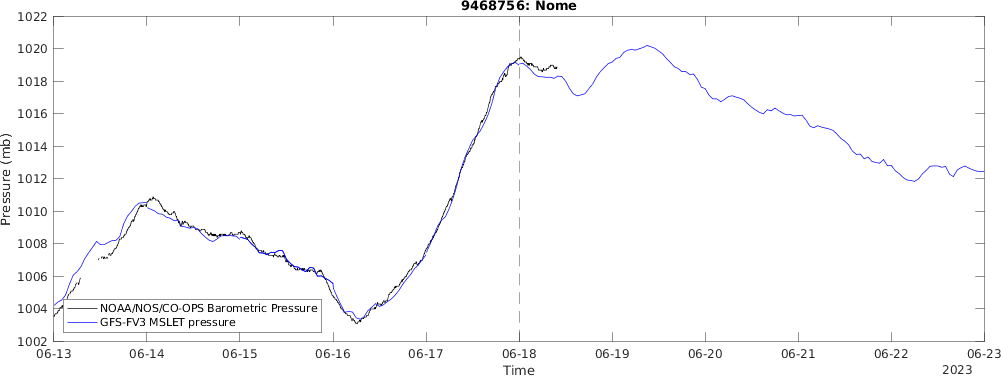 9468756: Nome
1022
1020
1018
1016
1014
1012
1010
1008
1006
1004
1002
Pressure (mb)
NOAA/NOS/CO-OPS Barometric Pressure
GFS-FV3 MSLET pressure
06-13 06-14 06-15 06-16 06-17 06-18 06-19 06-20 06-21 06-22 06-23
Time
2023